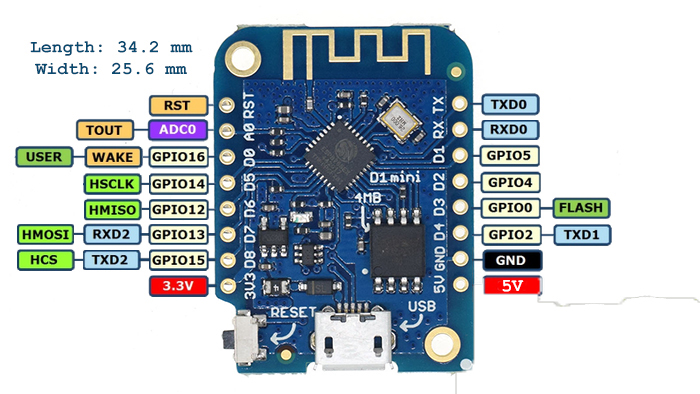 Length: 34.2 mm
Width: 25.6 mm
RST RST TX TXD0
TOUT ADC0 A0 RX RXD0
USER WAKE GPIO16 D0 D1 GPIO5
HSCLK GPIO14 D5 D2 GPIO4
D1 mini
HMISO GPIO12 D6 4MB D3 GPIO0 FLASH
HMOSI RXD2 GPIO13 D7 D4 GPIO2 TXD1
HCS TXD2 GPIO15 D8 GND GND
3.3V 3V3 5V 5V
RESET USB